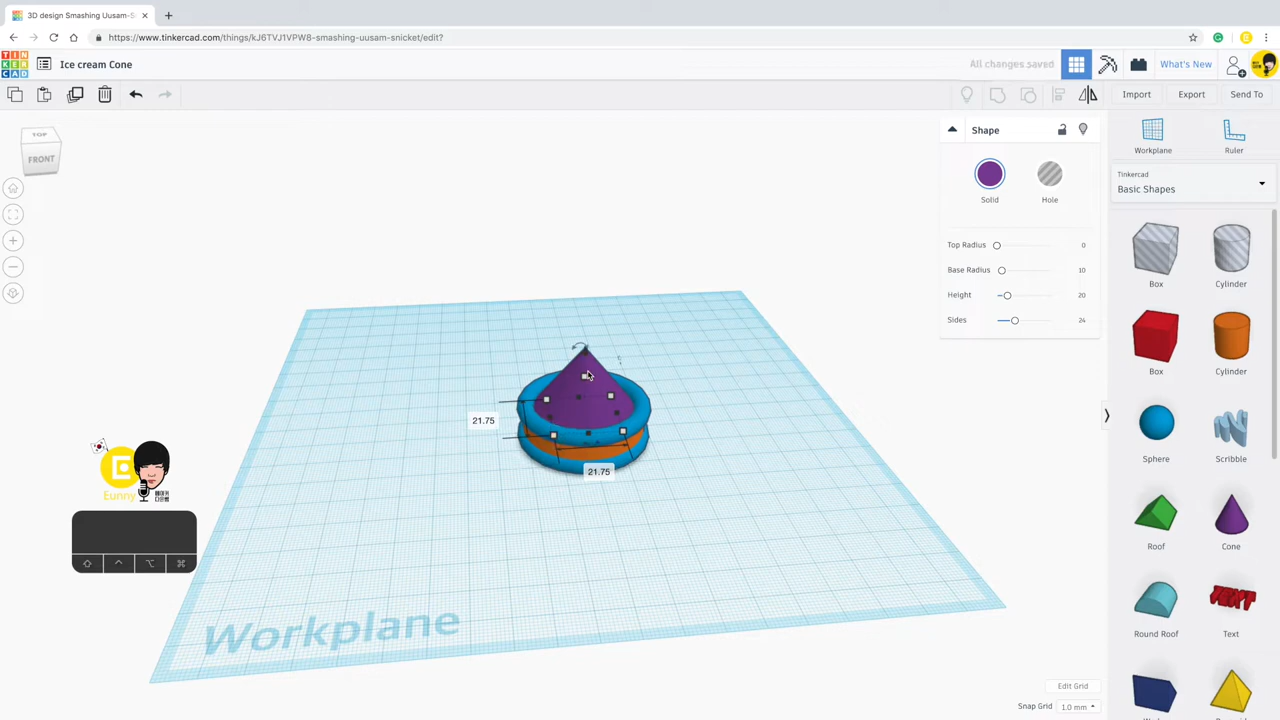 3D design Smashing Uusam-S
https://www.tinkercad.com/things/kJ6TVJ1VPW8-smashing-uusam-snicket/edit?
TIN
KER
CAD
Ice cream Cone
All changes saved
What's New
Import
Export
Send To
TOP
FRONT
Shape
Solid
Hole
Top Radius
0
Base Radius
10
Height
20
Sides
24
Workplane
Ruler
Tinkercad
Basic Shapes
Box
Cylinder
Box
Cylinder
Sphere
Scribble
Roof
Cone
TEXT
Round Roof
Text
21.75
21.75
E
Eunny
Workplane
Edit Grid
Snap Grid
1.0 mm